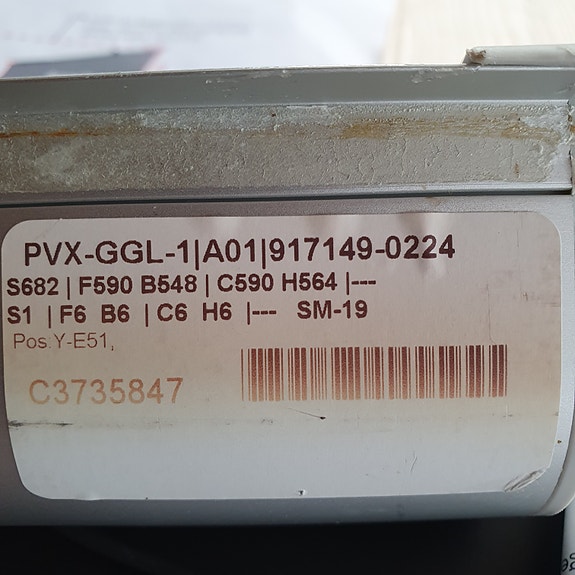 PVX-GGL-1|A01|917149-0224
S682 | F590 B548 | C590 H564 |---
S1 | F6 B6 | C6 H6 |--- SM-19
Pos:Y-E51,
C3735847